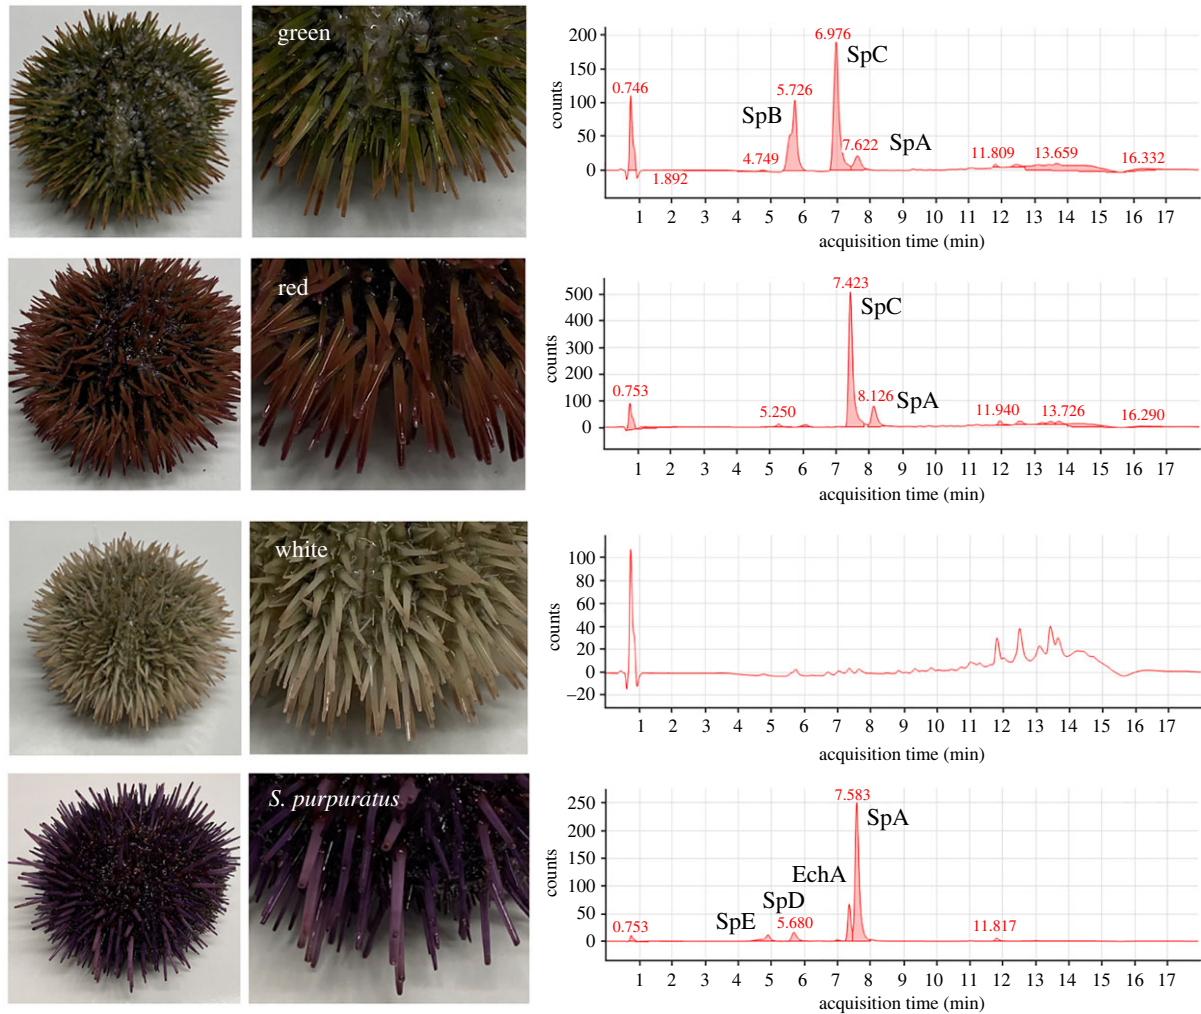 green
200
150
100
50
0
counts
0.746
1.892
4.749
SpB
5.726
6.976
SpC
7.622
SpA
11.809
13.659
16.332
1 2 3 4 5 6 7 8 9 10 11 12 13 14 15 16 17
acquisition time (min)
red
500
400
300
200
100
0
counts
0.753
5.250
7.423
SpC
8.126
SpA
11.940
13.726
16.290
1 2 3 4 5 6 7 8 9 10 11 12 13 14 15 16 17
acquisition time (min)
white
100
80
60
40
20
0
–20
counts
1 2 3 4 5 6 7 8 9 10 11 12 13 14 15 16 17
acquisition time (min)
S. purpuratus
250
200
150
100
50
0
counts
0.753
SpE
SpD
5.680
EchA
7.583
SpA
11.817
1 2 3 4 5 6 7 8 9 10 11 12 13 14 15 16 17
acquisition time (min)